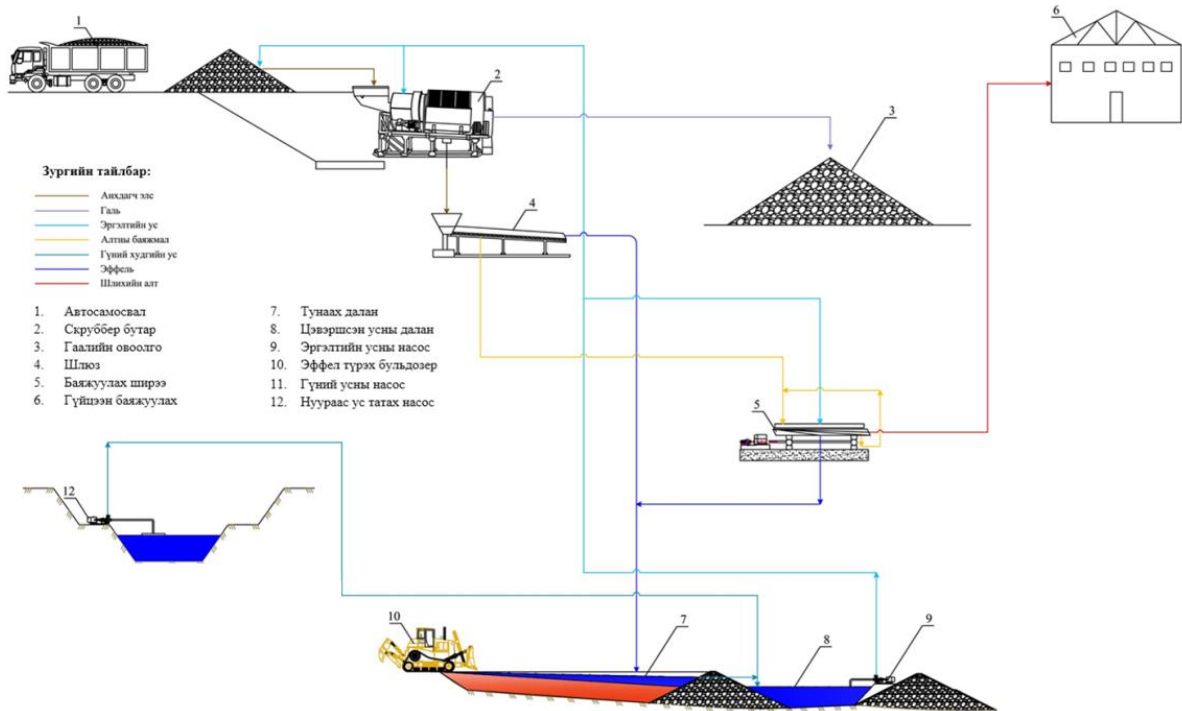 1
2
3
6
Зургийн тайлбар:
Анхдагч элс
Галь
Эргэлтийн ус
Алтны баяжмал
Гүний худгийн ус
Эффель
Шлихийн алт
4
1. Автосамосвал
2. Скруббер бутар
3. Гаалийн овоолго
4. Шлюз
5. Баяжуулах ширээ
6. Гүйцээн баяжуулах
7. Тунаах далан
8. Цэвэршсэн усны далан
9. Эргэлтийн усны насос
10. Эффел түрэх бульдозер
11. Гүний усны насос
12. Нуураас ус татах насос
5
12
10
7
8
9